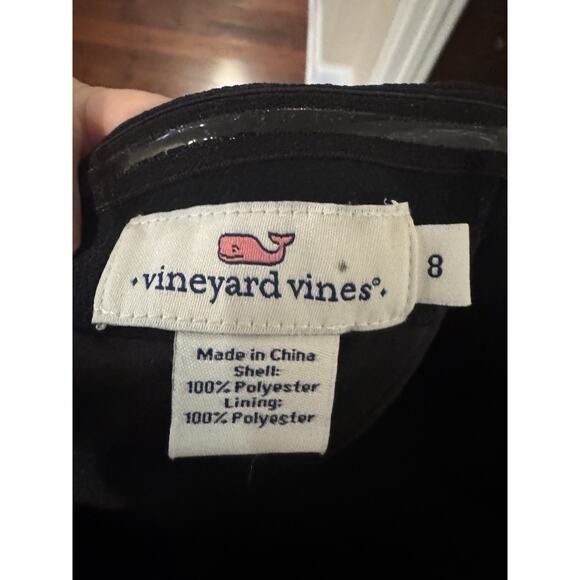 vineyard vines®
8
Made in China
Shell:
100% Polyester
Lining:
100% Polyester